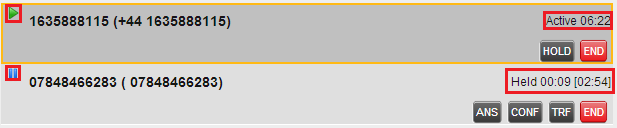 1635888115 (+44 1635888115) Active 06:22
HOLD END
07848466283 ( 07848466283) Held 00:09 [02:54]
ANS CONF TRF END